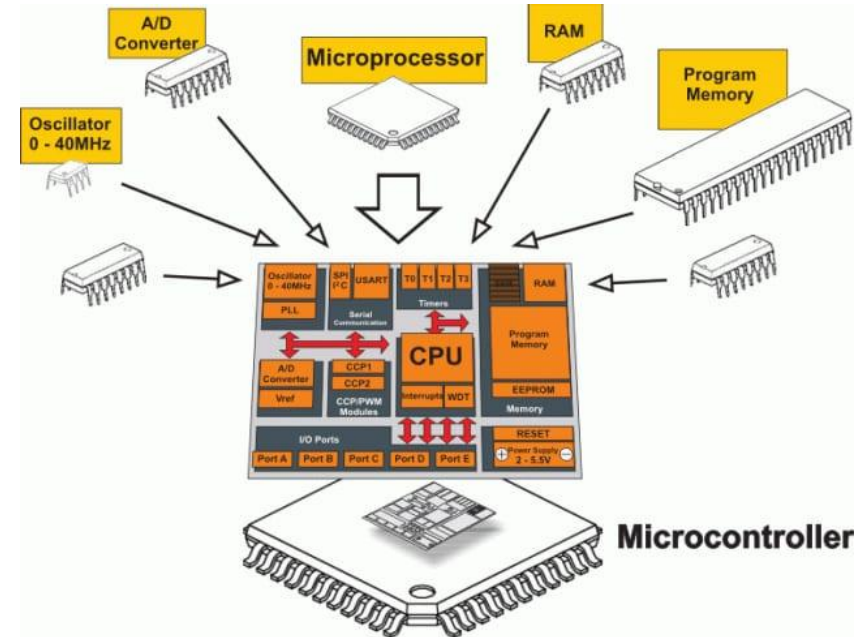 A/D
Converter
Microprocessor
RAM
Program
Memory
Oscillator
0 - 40MHz
Oscillator
0 - 40MHz
PLL
SPI
I²C
USART
Serial
Communication
T0 T1 T2 T3
Timers
RAM
Program
Memory
EEPROM
Memory
A/D
Converter
Vref
CCP1
CCP2
CCP/PWM
Modules
CPU
Interrupts
WDT
I/O Ports
Port A
Port B
Port C
Port D
Port E
RESET
Power Supply
2 - 5.5V
Microcontroller